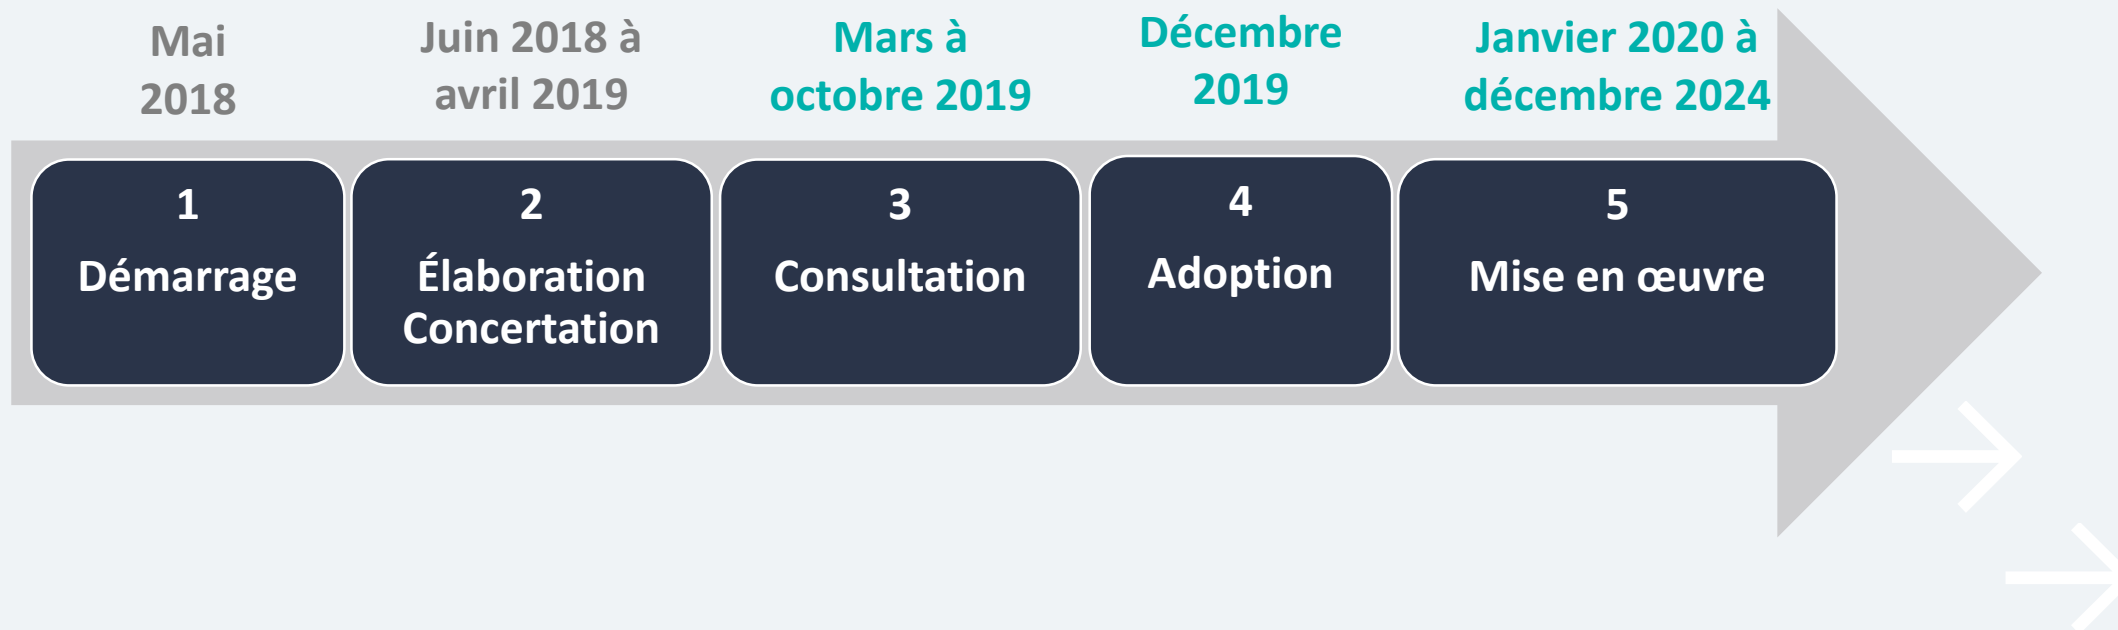 Mai
2018
Juin 2018 à
avril 2019
Mars à
octobre 2019
Décembre
2019
Janvier 2020 à
décembre 2024
1
Démarrage
2
Élaboration
Concertation
3
Consultation
4
Adoption
5
Mise en œuvre